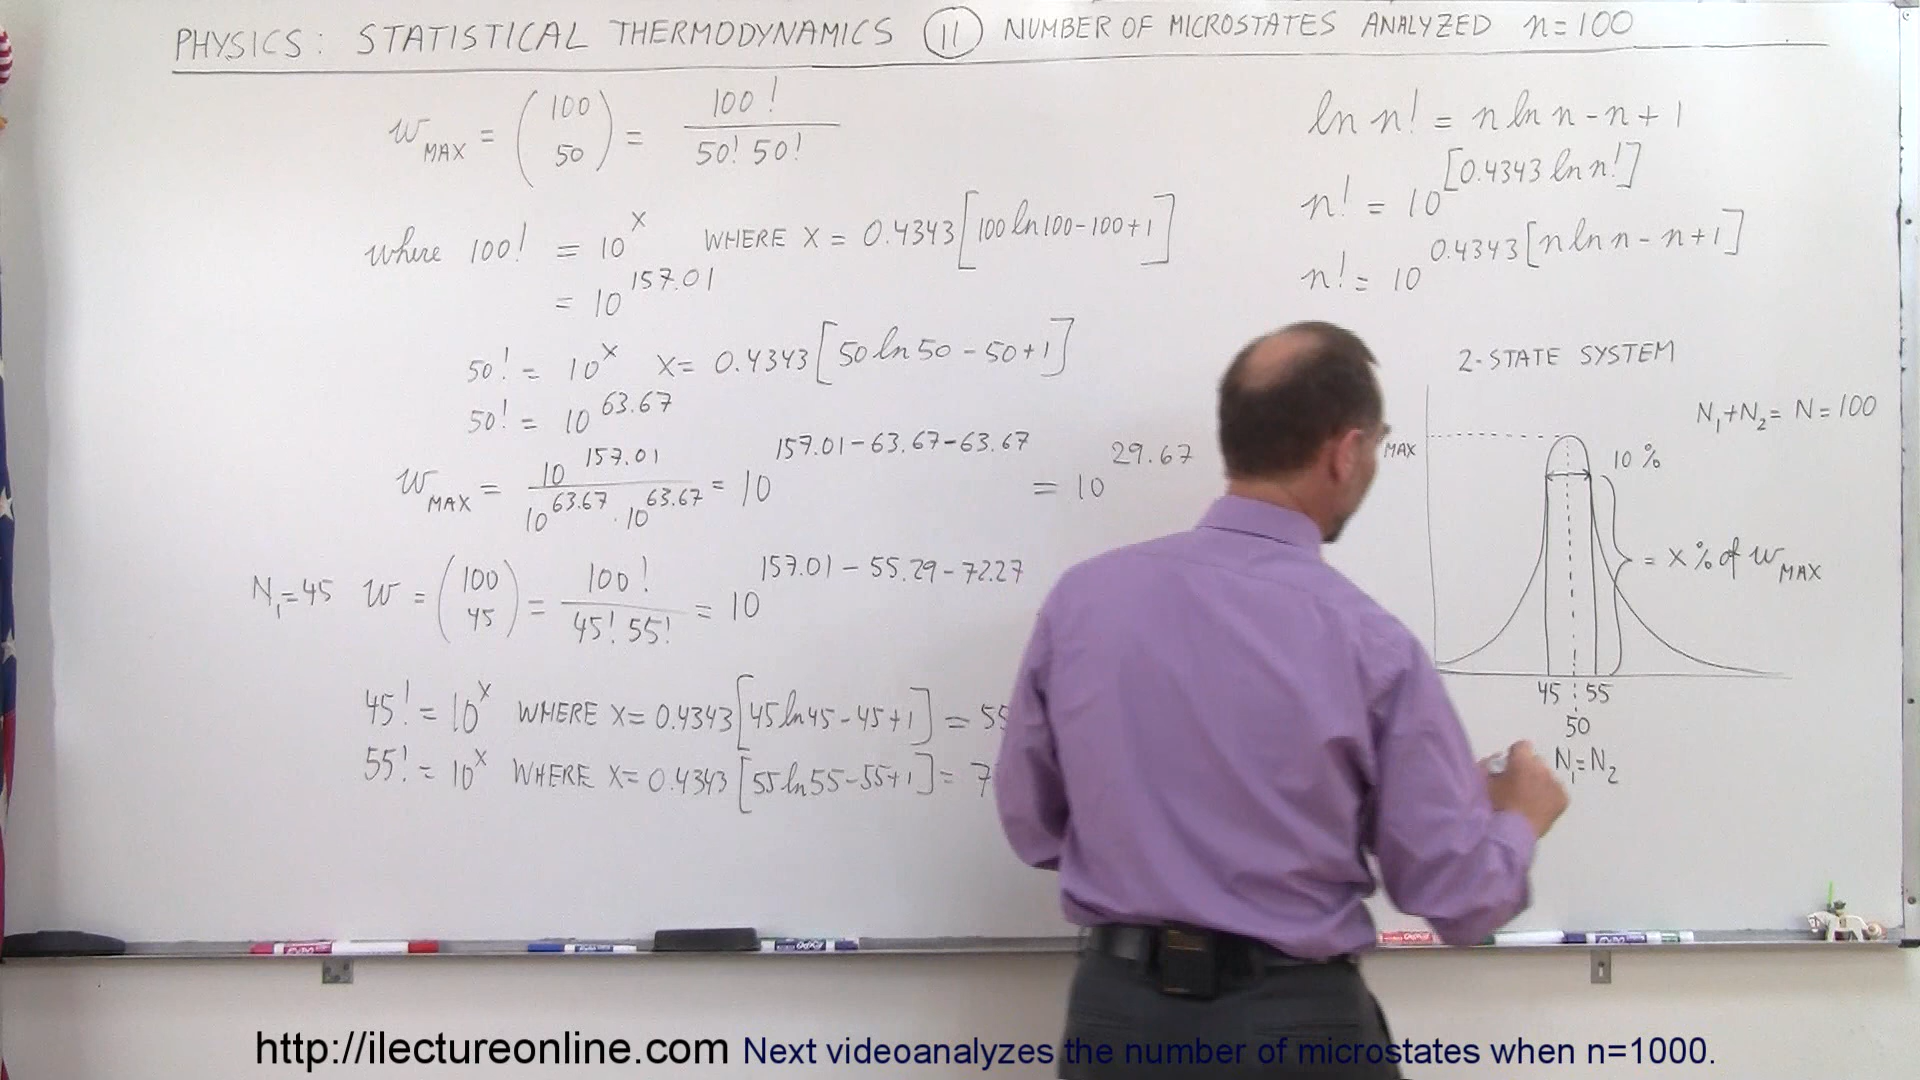 PHYSICS: STATISTICAL THERMODYNAMICS 11 NUMBER OF MICROSTATES ANALYZED n=100
W_MAX = (100 50) = 100! / 50! 50!
where 100! = 10^x WHERE x = 0.4343[100 ln 100 - 100 + 1]
= 10^157.01
50! = 10^x x = 0.4343[50 ln 50 - 50 + 1]
50! = 10^63.67
W_MAX = 10^157.01 / 10^63.67 · 10^63.67 = 10^157.01-63.67-63.67 = 10^29.67
N₁=45 W = (100 45) = 100! / 45! 55! = 10^157.01-55.29-72.27
45! = 10^x WHERE x = 0.4343[45 ln 45 - 45 + 1] = 55
55! = 10^x WHERE x = 0.4343[55 ln 55 - 55 + 1] = 7
ln n! = n ln n - n + 1
n! = 10^[0.4343 ln n!]
n! = 10^0.4343[n ln n - n + 1]
2-STATE SYSTEM
N₁+N₂ = N = 100
MAX
10 %
= x % of W_MAX
45 55
50
N₁=N₂
http://ilectureonline.com Next videoanalyzes the number of microstates when n=1000.